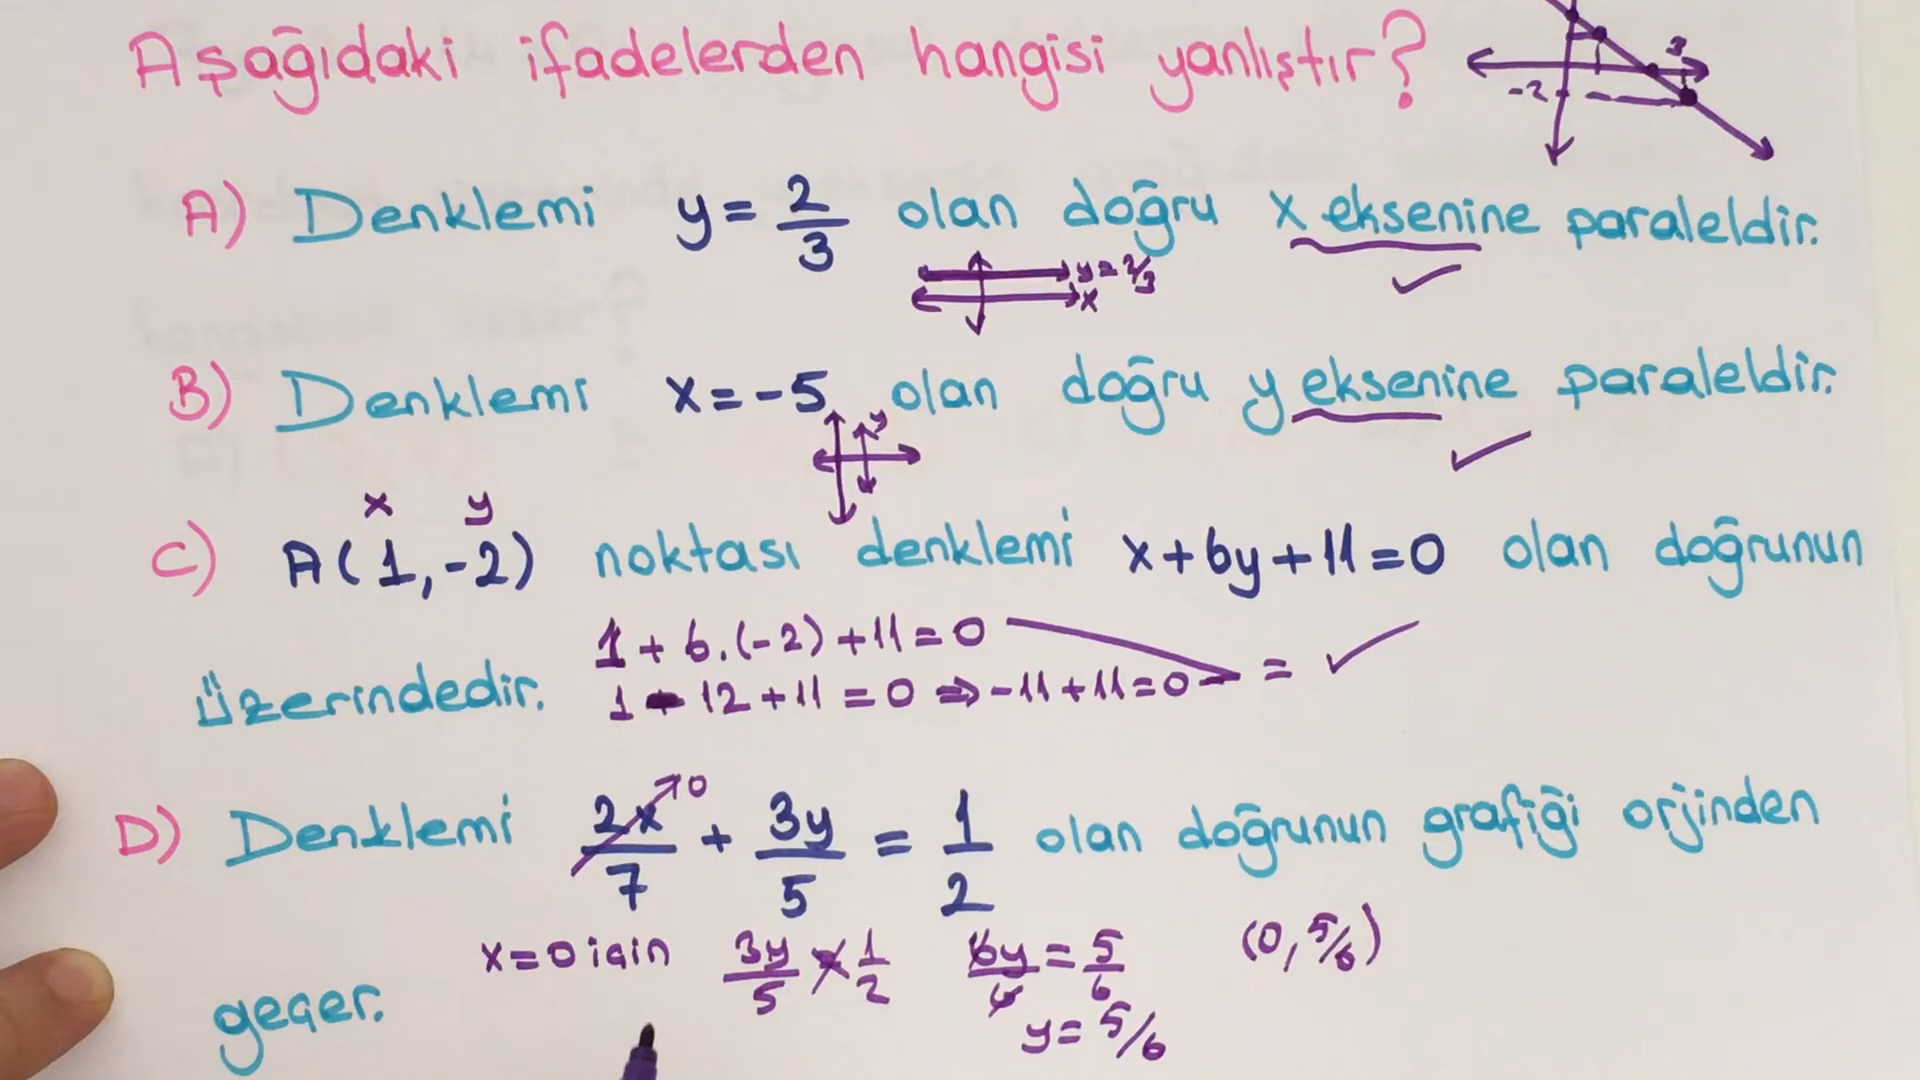 Aşağıdaki ifadelerden hangisi yanlıştır?
3
-2
A) Denklemi y = 2/3 olan doğru x eksenine paraleldir.
y = 2/3
x
B) Denklemi x = -5 olan doğru y eksenine paraleldir.
y
x y
C) A(1, -2) noktası denklemi x + 6y + 11 = 0 olan doğrunun
1 + 6.(-2) + 11 = 0
üzerindedir. 1 - 12 + 11 = 0 ⇒ -11 + 11 = 0 = ✓
0
D) Denklemi 2x/7 + 3y/5 = 1/2 olan doğrunun grafiği orjinden
x = 0 için 3y/5 × 1/2 6y/6 = 5/6 (0, 5/6)
geçer. y = 5/6